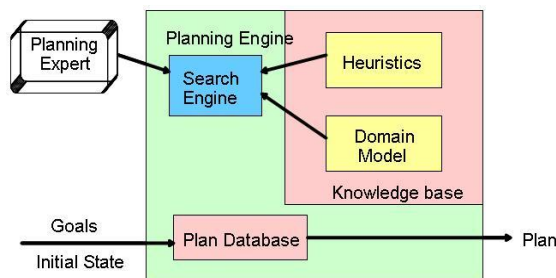 Planning
Expert
Planning Engine
Search
Engine
Heuristics
Domain
Model
Knowledge base
Goals
Initial State
Plan Database
Plan